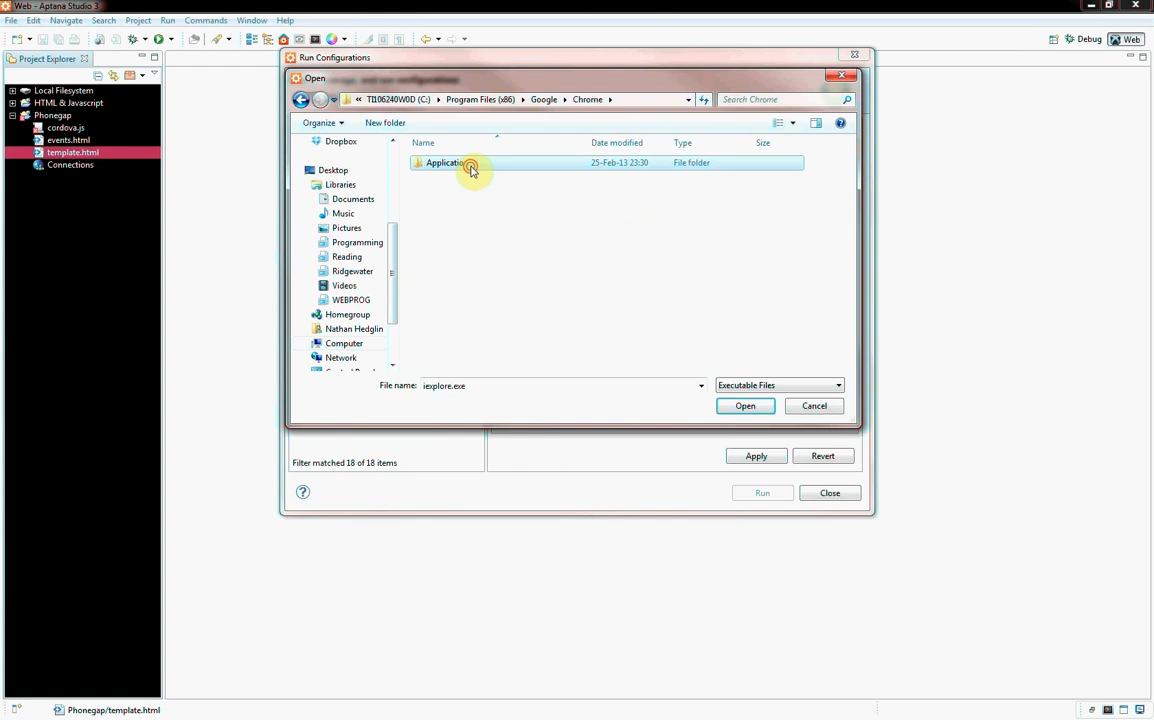 Web - Aptana Studio 3
File Edit Navigate Search Project Run Commands Window Help
Debug Web
Project Explorer
Run Configurations
Open
Local Filesystem
HTML & Javascript
Phonegap
cordova.js
events.html
template.html
Connections
« TI106240W0D (C:) Program Files (x86) Google Chrome
Search Chrome
Organize New folder
Name Date modified Type Size
Dropbox
Desktop
Libraries
Documents
Music
Pictures
Programming
Reading
Ridgewater
Videos
WEBPROG
Homegroup
Nathan Hedglin
Computer
Network
25-Feb-13 23:30 File folder
File name: iexplore.exe Executable Files
Open Cancel
Filter matched 18 of 18 items
Apply Revert
Run Close
Phonegap/template.html